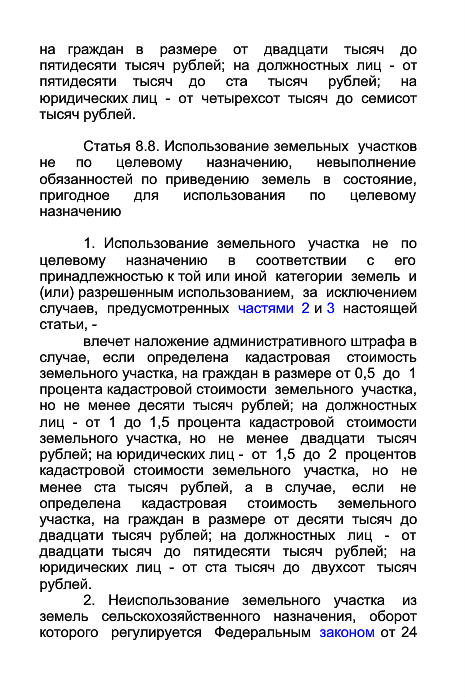 на граждан в размере от двадцати тысяч до
пятидесяти тысяч рублей; на должностных лиц - от
пятидесяти тысяч до ста тысяч рублей; на
юридических лиц - от четырехсот тысяч до семисот
тысяч рублей.
Статья 8.8. Использование земельных участков
не по целевому назначению, невыполнение
обязанностей по приведению земель в состояние,
пригодное для использования по целевому
назначению
1. Использование земельного участка не по
целевому назначению в соответствии с его
принадлежностью к той или иной категории земель и
(или) разрешенным использованием, за исключением
случаев, предусмотренных частями 2 и 3 настоящей
статьи, -
влечет наложение административного штрафа в
случае, если определена кадастровая стоимость
земельного участка, на граждан в размере от 0,5 до 1
процента кадастровой стоимости земельного участка,
но не менее десяти тысяч рублей; на должностных
лиц - от 1 до 1,5 процента кадастровой стоимости
земельного участка, но не менее двадцати тысяч
рублей; на юридических лиц - от 1,5 до 2 процентов
кадастровой стоимости земельного участка, но не
менее ста тысяч рублей, а в случае, если не
определена кадастровая стоимость земельного
участка, на граждан в размере от десяти тысяч до
двадцати тысяч рублей; на должностных лиц - от
двадцати тысяч до пятидесяти тысяч рублей; на
юридических лиц - от ста тысяч до двухсот тысяч
рублей.
2. Неиспользование земельного участка из
земель сельскохозяйственного назначения, оборот
которого регулируется Федеральным законом от 24